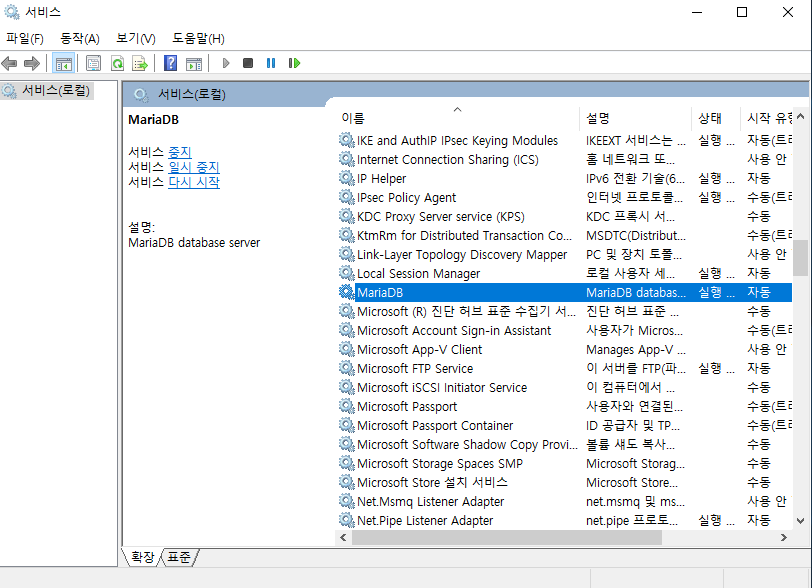 서비스
파일(F) 동작(A) 보기(V) 도움말(H)
서비스(로컬)
서비스(로컬)
MariaDB
서비스 중지
서비스 일시 중지
서비스 다시 시작
설명:
MariaDB database server
이름 설명 상태 시작 유형
IKE and AuthIP IPsec Keying Modules IKEEXT 서비스는 ... 실행 ... 자동(트리
Internet Connection Sharing (ICS) 홈 네트워크 또... 사용 안
IP Helper IPv6 전환 기술(6... 실행 ... 자동
IPsec Policy Agent 인터넷 프로토콜... 실행 ... 수동(트리
KDC Proxy Server service (KPS) KDC 프록시 서... 수동
KtmRm for Distributed Transaction Co... MSDTC(Distribut... 수동(트리
Link-Layer Topology Discovery Mapper PC 및 장치 토폴... 사용 안
Local Session Manager 로컬 사용자 세... 실행 ... 자동
MariaDB MariaDB databas... 실행 ... 자동
Microsoft (R) 진단 허브 표준 수집기 서... 진단 허브 표준 ... 수동
Microsoft Account Sign-in Assistant 사용자가 Micros... 수동(트리
Microsoft App-V Client Manages App-V ... 사용 안
Microsoft FTP Service 이 서버를 FTP(파... 실행 ... 자동
Microsoft iSCSI Initiator Service 이 컴퓨터에서 ... 수동
Microsoft Passport 사용자와 연결된... 수동(트리
Microsoft Passport Container ID 공급자 및 TP... 수동(트리
Microsoft Software Shadow Copy Provi... 볼륨 섀도 복사... 수동
Microsoft Storage Spaces SMP Microsoft Storag... 수동
Microsoft Store 설치 서비스 Microsoft Store... 수동
Net.Msmq Listener Adapter net.msmq 및 ms... 사용 안
Net.Pipe Listener Adapter net.pipe 프로토... 실행 ... 자동
확장 표준